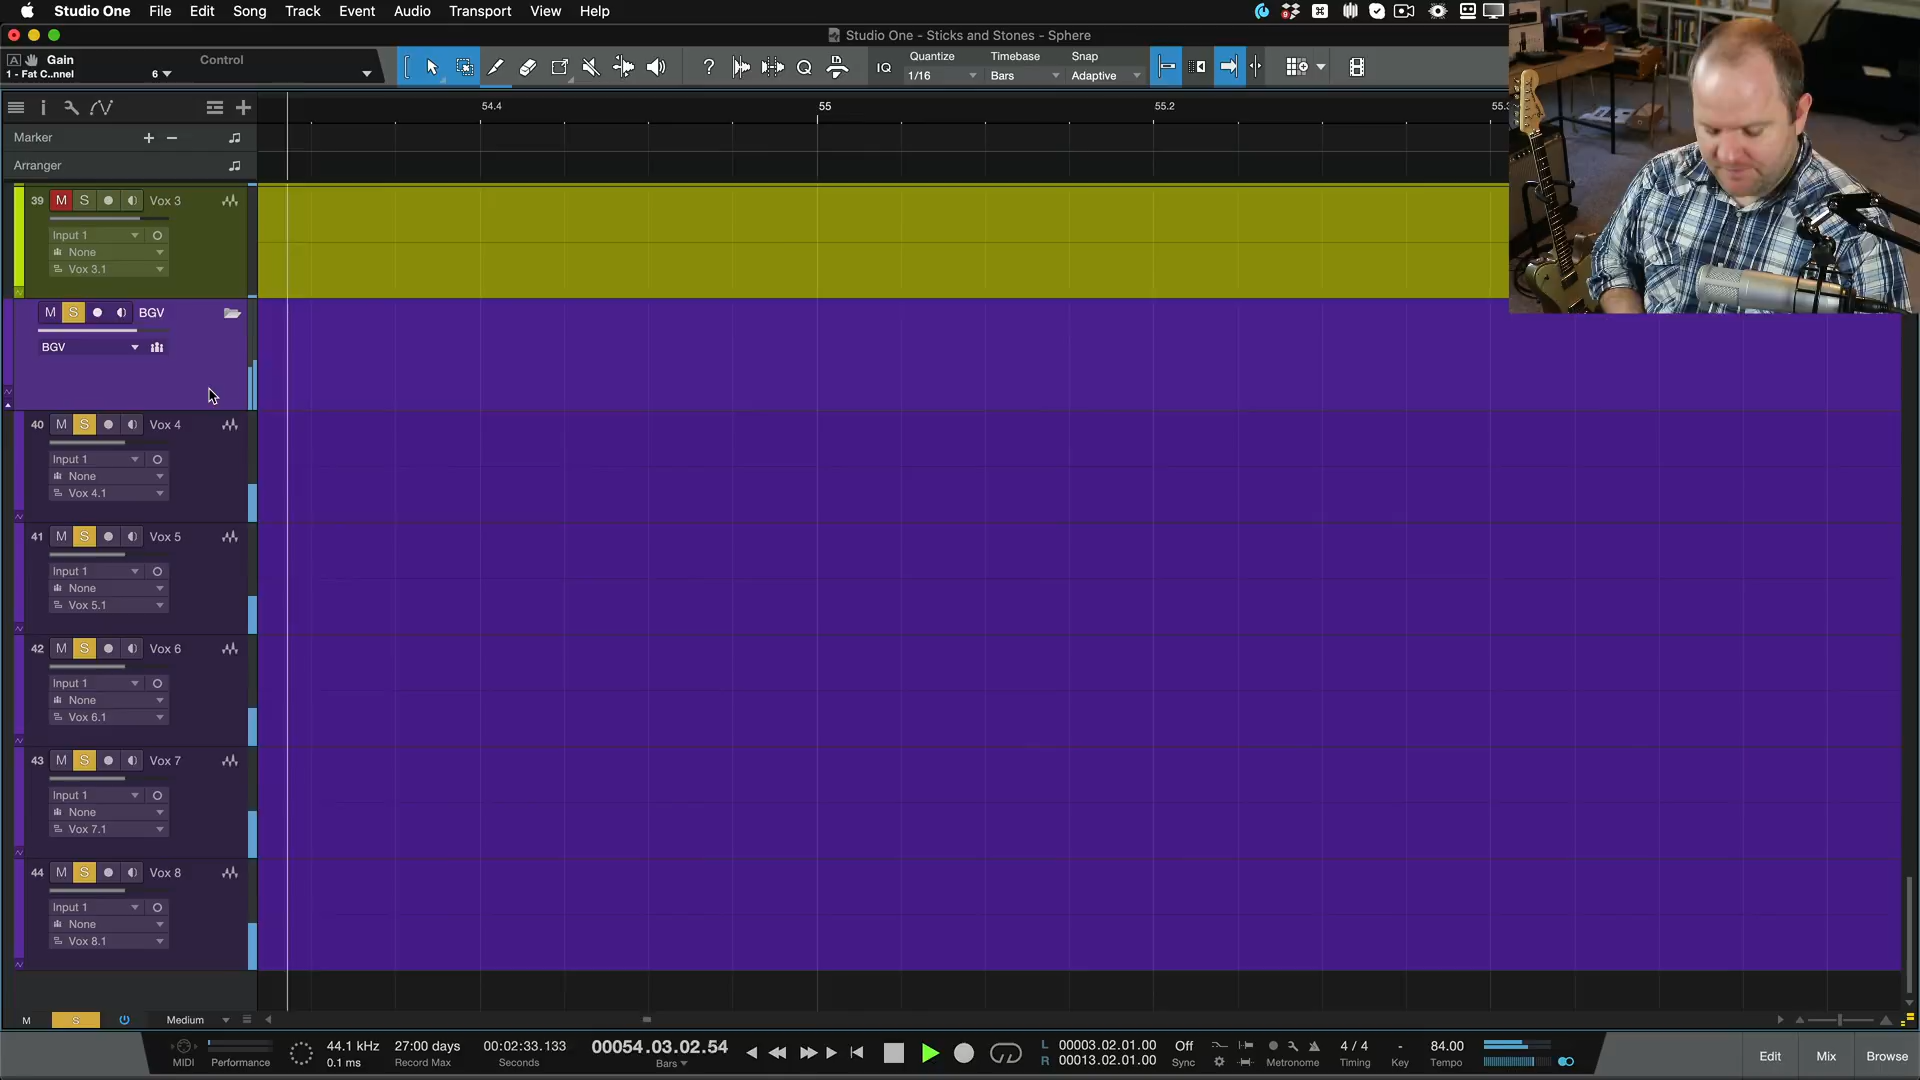 Studio One File Edit Song Track Event Audio Transport View Help
Studio One - Sticks and Stones - Sphere
Gain Control
1 - Fat C..nnel 6
IQ
Quantize Timebase Snap
1/16 Bars Adaptive
54.4 55 55.2
Marker
Arranger
39 M S Vox 3
Input 1
None
Vox 3.1
M S BGV
BGV
40 M S Vox 4
Input 1
None
Vox 4.1
41 M S Vox 5
Input 1
None
Vox 5.1
42 M S Vox 6
Input 1
None
Vox 6.1
43 M S Vox 7
Input 1
None
Vox 7.1
44 M S Vox 8
Input 1
None
Vox 8.1
M S Medium
MIDI Performance
44.1 kHz
0.1 ms
27:00 days
Record Max
00:02:33.133
Seconds
00054.03.02.54
Bars
L 00003.02.01.00
R 00013.02.01.00
Off
Sync
Metronome
4 / 4
Timing
-
Key
84.00
Tempo
Edit Mix Browse